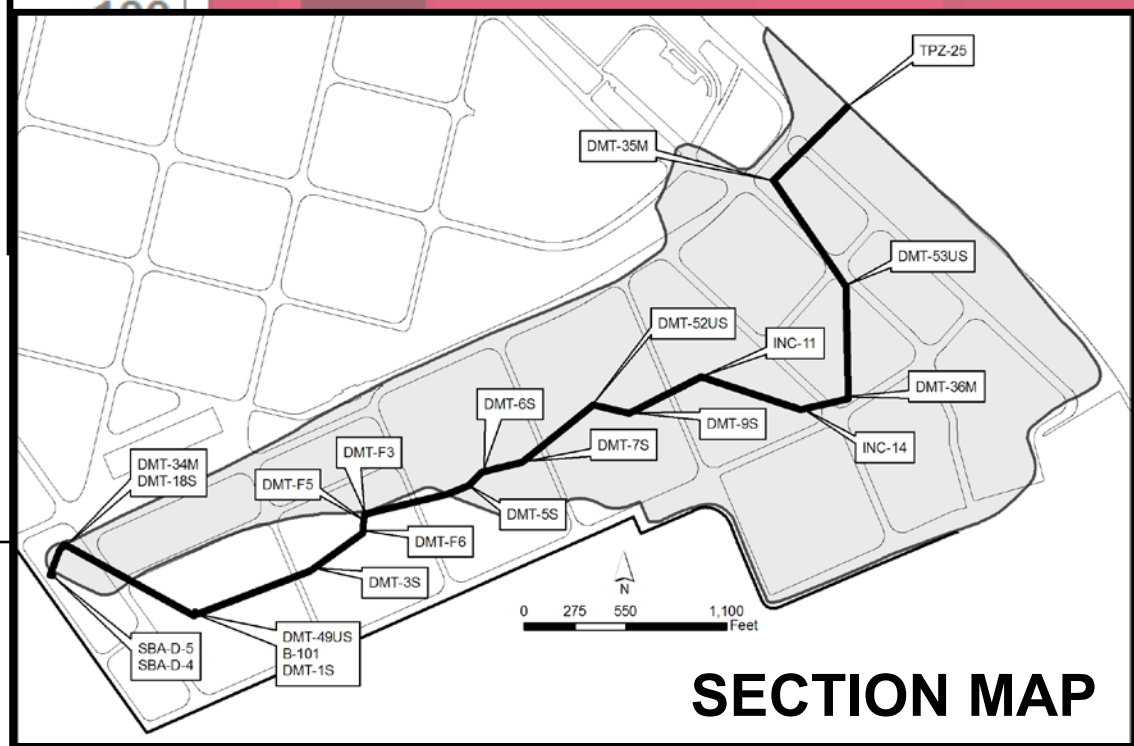 TPZ-25
DMT-35M
DMT-53US
DMT-52US
INC-11
DMT-36M
DMT-6S
DMT-9S
DMT-7S
INC-14
DMT-F3
DMT-34M
DMT-18S
DMT-F5
DMT-5S
DMT-F6
DMT-3S
N
0 275 550 1,100
Feet
SBA-D-5
SBA-D-4
DMT-49US
B-101
DMT-1S
SECTION MAP